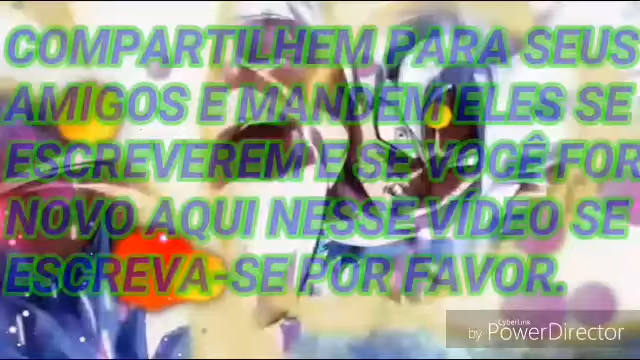 COMPARTILHEM PARA SEUS
AMIGOS E MANDEM ELES SE
ESCREVEREM E SE VOCÊ FOR
NOVO AQUI NESSE VÍDEO SE
ESCREVA-SE POR FAVOR.
CyberLink
by PowerDirector